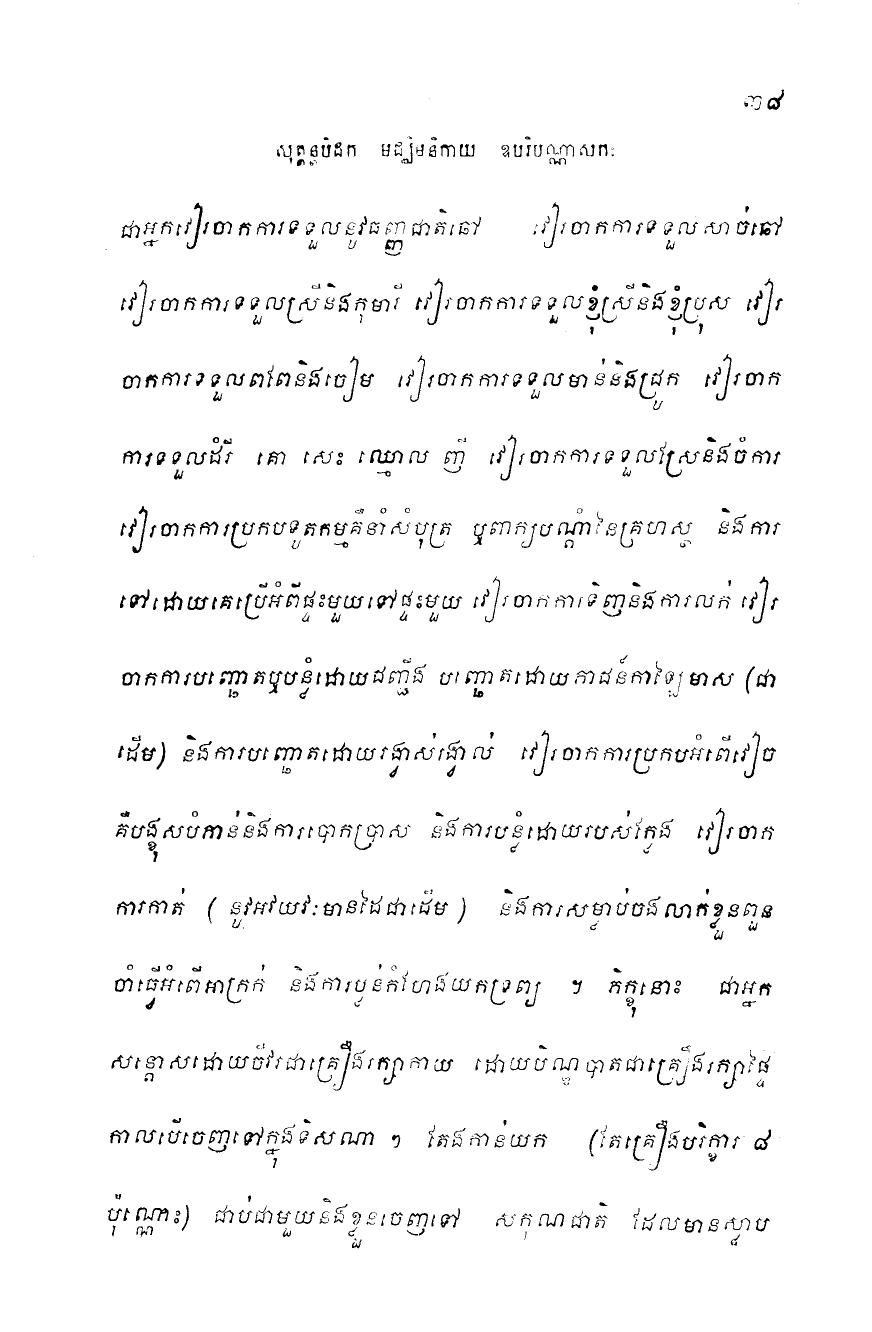 ៣៨
សុត្តន្តបិដក មជ្ឈិមនិកាយ ឧបរិបណ្ណាសកៈ
ជាអ្នកវៀរចាកការទទួលនូវធញ្ញជាតិឆៅ វៀរចាកការទទួលសាច់ឆៅ
វៀរចាកការទទួលស្រីនិងកុមារី វៀរចាកការទទួលខ្ញុំស្រីនិងខ្ញុំប្រុស វៀរ
ចាកការទទួលពពែនិងចៀម វៀរចាកការទទួលមាន់និងជ្រូក វៀរចាក
ការទទួលដំរី គោ សេះ ឈ្មោល ញី វៀរចាកការទទួលស្រែនិងចំការ
វៀរចាកការប្រកបទូតកម្មគឺនាំសំបុត្រ ឬពាក្យបណ្តាំនៃគ្រហស្ថ និងការ
ទៅដោយគេប្រើអំពីផ្ទះមួយទៅផ្ទះមួយ វៀរចាកការទិញនិងការលក់ វៀរ
ចាកការបញ្ឆោតឬបន្លំដោយជញ្ជីង បញ្ឆោតដោយភាជន៍ក្លៃមាស (ជា
ដើម) និងការបញ្ឆោតដោយរង្វាស់រង្វាល់ វៀរចាកការប្រកបអំពើវៀច
គឺបង្ខុសបំកាន់និងការបោកប្រាស និងការបន្លំដោយរបស់ក្លែង វៀរចាក
ការកាត់ ( នូវអវយវៈមានដៃជាដើម ) និងការសម្លាប់ចងលាក់ខ្លួនពួន
ចាំធ្វើអំពើអាក្រក់ និងការប្លន់កំហែងយកទ្រព្យ ។ ភិក្ខុនោះ ជាអ្នក
សន្តោសដោយចីវរជាគ្រឿងរក្សាកាយ ដោយបិណ្ឌបាតជាគ្រឿងរក្សាផ្ទៃ
កាលបើចេញទៅក្នុងទិសណា ៗ តែងកាន់យក (តែគ្រឿងបរិក្ខារ ៨
ប៉ុណ្ណោះ) ជាប់ជាមួយនិងខ្លួនចេញទៅ សកុណជាតិ ដែលមានស្លាប